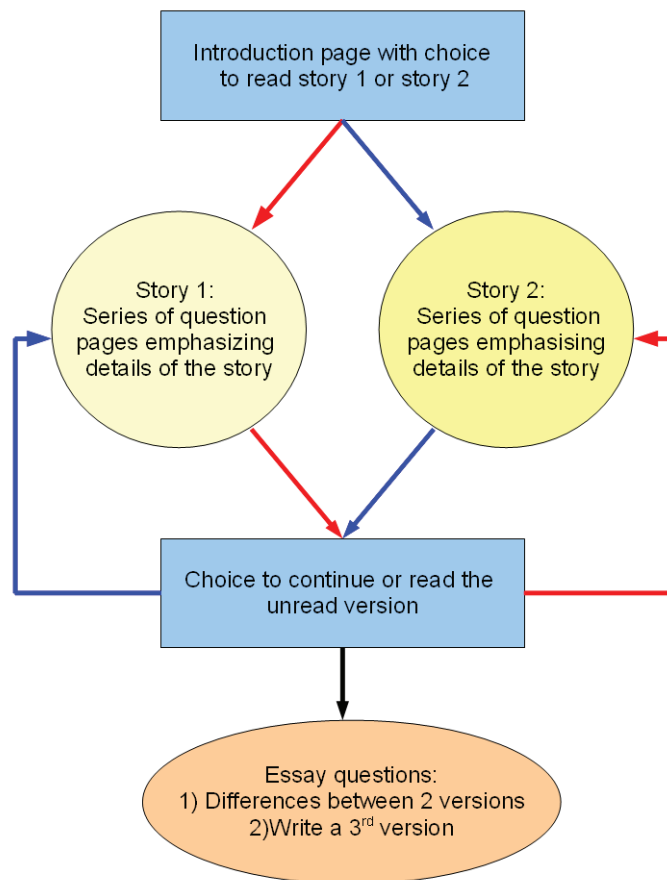 Introduction page with choice
to read story 1 or story 2
Story 1:
Series of question
pages emphasizing
details of the story
Story 2:
Series of question
pages emphasising
details of the story
Choice to continue or read the
unread version
Essay questions:
1) Differences between 2 versions
2)Write a 3rd version